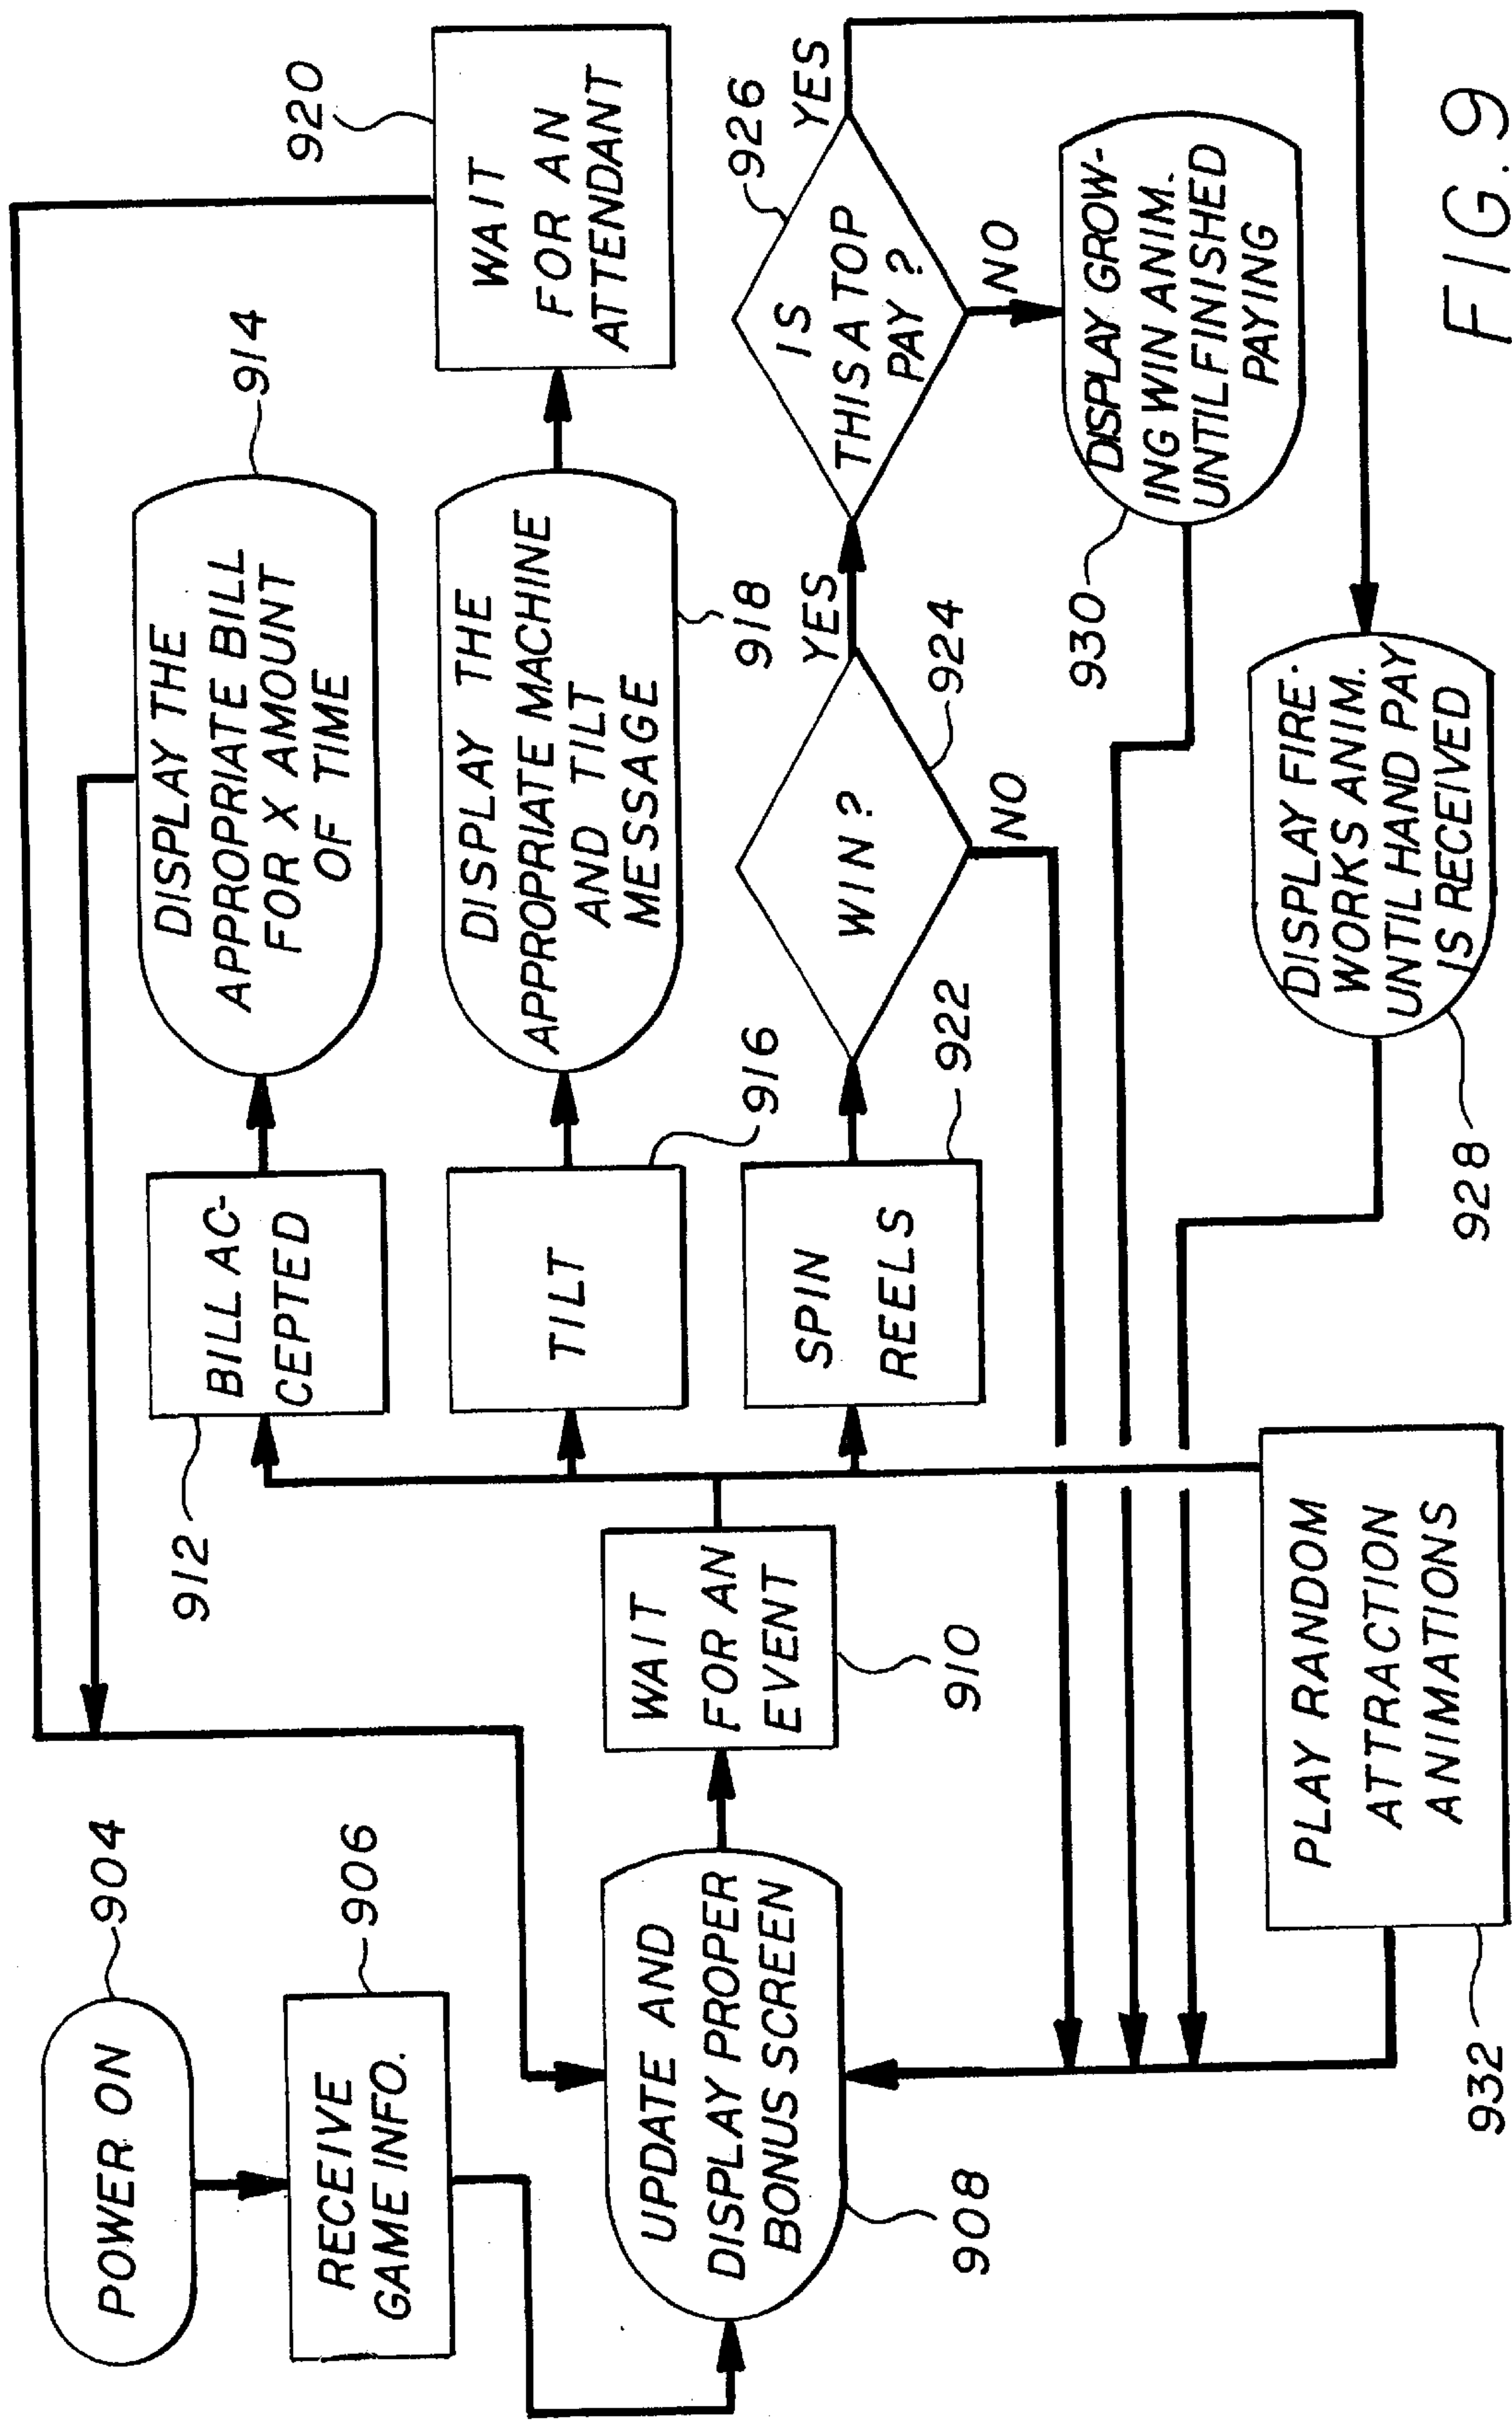 POWER ON
904
RECEIVE
GAME INFO.
906
UPDATE AND
DISPLAY PROPER
BONUS SCREEN
908
WAIT
FOR AN
EVENT
910
BILL AC-
CEPTED
912
DISPLAY THE
APPROPRIATE BILL
FOR X AMOUNT
OF TIME
914
TILT
916
DISPLAY THE
APPROPRIATE MACHINE
AND TILT
MESSAGE
918
WAIT
FOR AN
ATTENDANT
920
SPIN
REELS
922
WIN?
924
YES
NO
IS
THIS A TOP
PAY?
926
YES
NO
DISPLAY GROW-
ING WIN ANIM.
UNTIL FINISHED
PAYING
930
DISPLAY FIRE-
WORKS ANIM.
UNTIL HAND PAY
IS RECEIVED
928
PLAY RANDOM
ATTRACTION
ANIMATIONS
932
FIG. 9